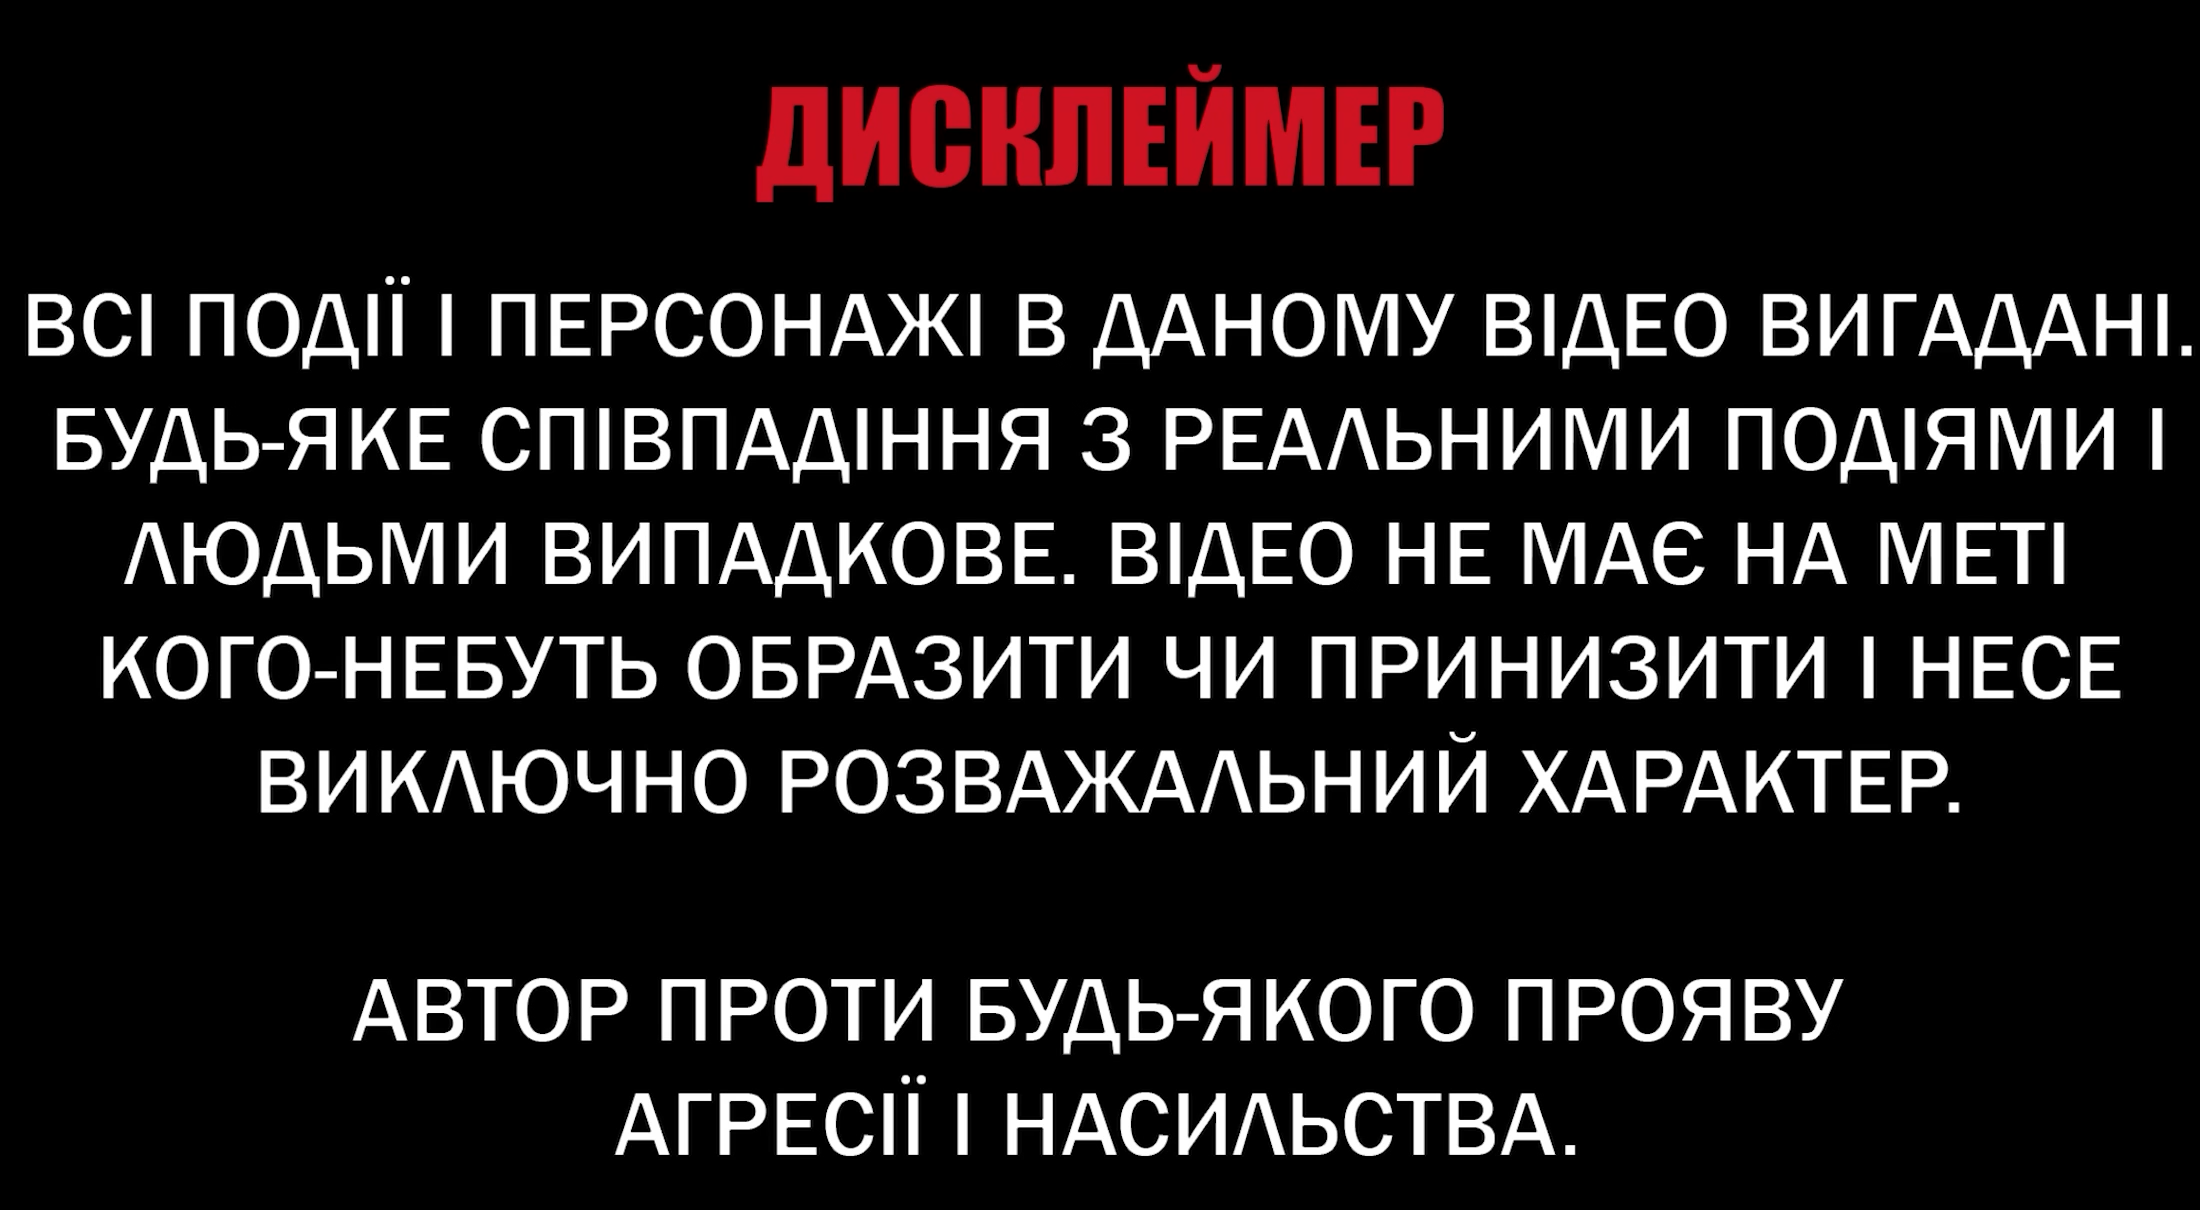 ДИСКЛЕЙМЕР
ВСІ ПОДІЇ І ПЕРСОНАЖІ В ДАНОМУ ВІДЕО ВИГАДАНІ.
БУДЬ-ЯКЕ СПІВПАДІННЯ З РЕАЛЬНИМИ ПОДІЯМИ І
ЛЮДЬМИ ВИПАДКОВЕ. ВІДЕО НЕ МАЄ НА МЕТІ
КОГО-НЕБУТЬ ОБРАЗИТИ ЧИ ПРИНИЗИТИ І НЕСЕ
ВИКЛЮЧНО РОЗВАЖАЛЬНИЙ ХАРАКТЕР.
АВТОР ПРОТИ БУДЬ-ЯКОГО ПРОЯВУ
АГРЕСІЇ І НАСИЛЬСТВА.